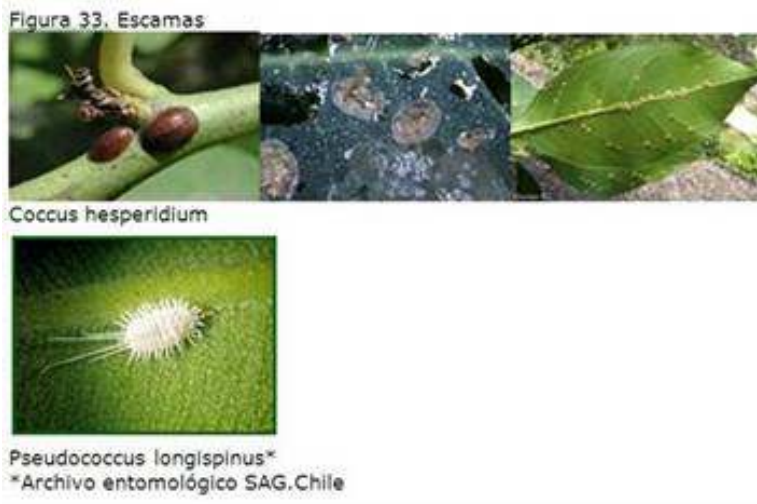 Figura 33. Escamas
Coccus hesperidium
Pseudococcus longispinus*
*Archivo entomológico SAG.Chile